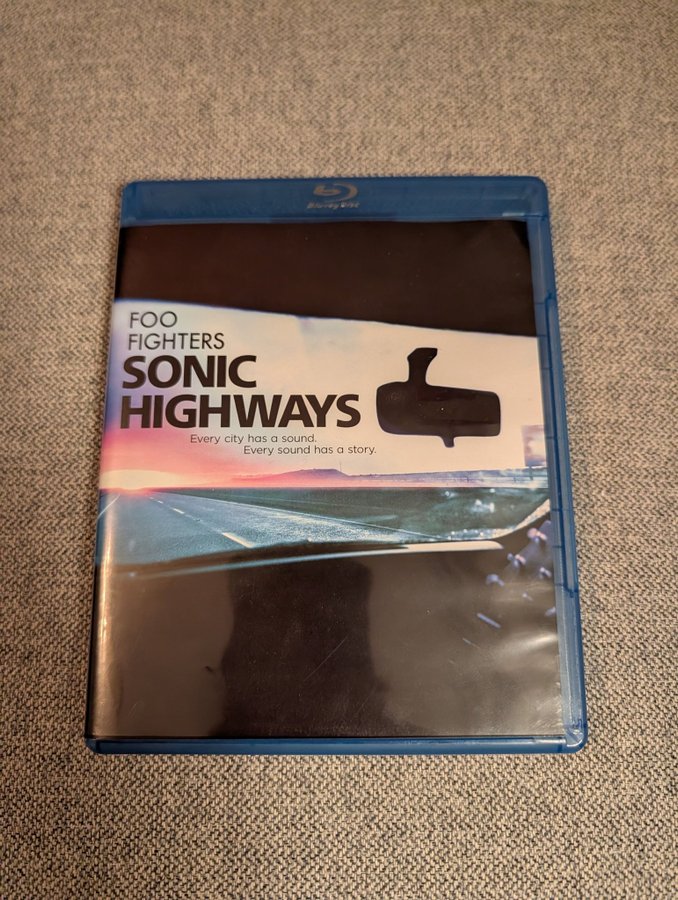 Blu-ray Disc
FOO
FIGHTERS
SONIC
HIGHWAYS
Every city has a sound.
Every sound has a story.